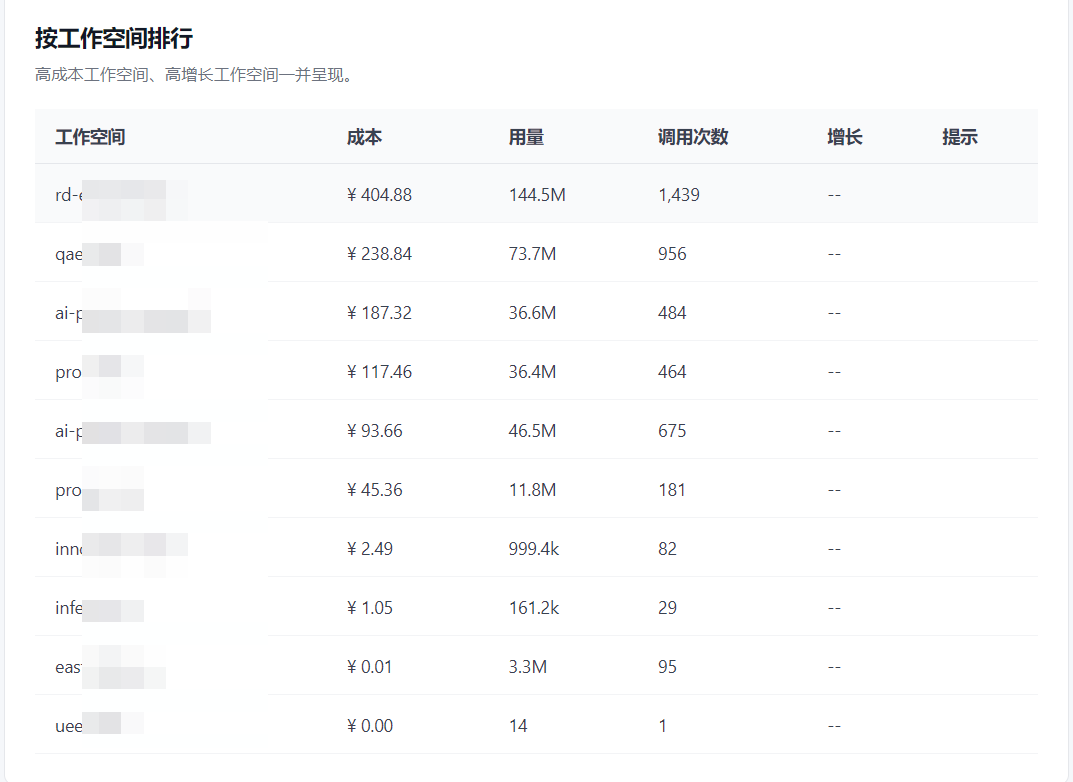 按工作空间排行
高成本工作空间、高增长工作空间一并呈现。
工作空间 成本 用量 调用次数 增长 提示
rd- ¥ 404.88 144.5M 1,439 --
qae ¥ 238.84 73.7M 956 --
ai-p ¥ 187.32 36.6M 484 --
pro ¥ 117.46 36.4M 464 --
ai-p ¥ 93.66 46.5M 675 --
pro ¥ 45.36 11.8M 181 --
inn ¥ 2.49 999.4k 82 --
infe ¥ 1.05 161.2k 29 --
eas ¥ 0.01 3.3M 95 --
uee ¥ 0.00 14 1 --